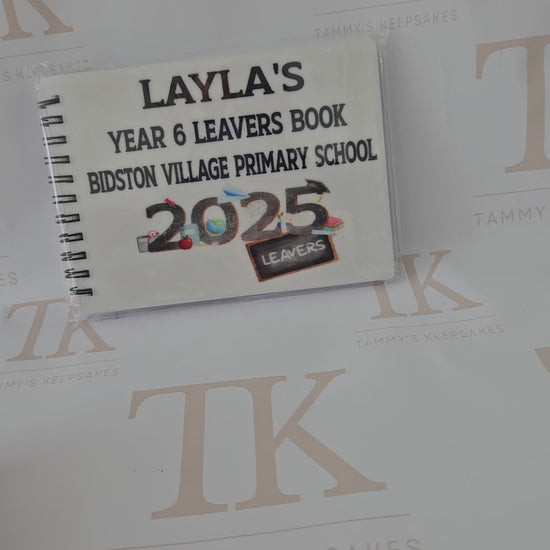 TAMMY'S KEEPSAKES
LAYLA'S
YEAR 6 LEAVERS BOOK
BIDSTON VILLAGE PRIMARY SCHOOL
2025
LEAVERS
TK
TAMMY'S
TK
TAMMY'S KEEPSAKES
TK
TAMMY'S KEEPSAKES
TK
KEEPSAKES